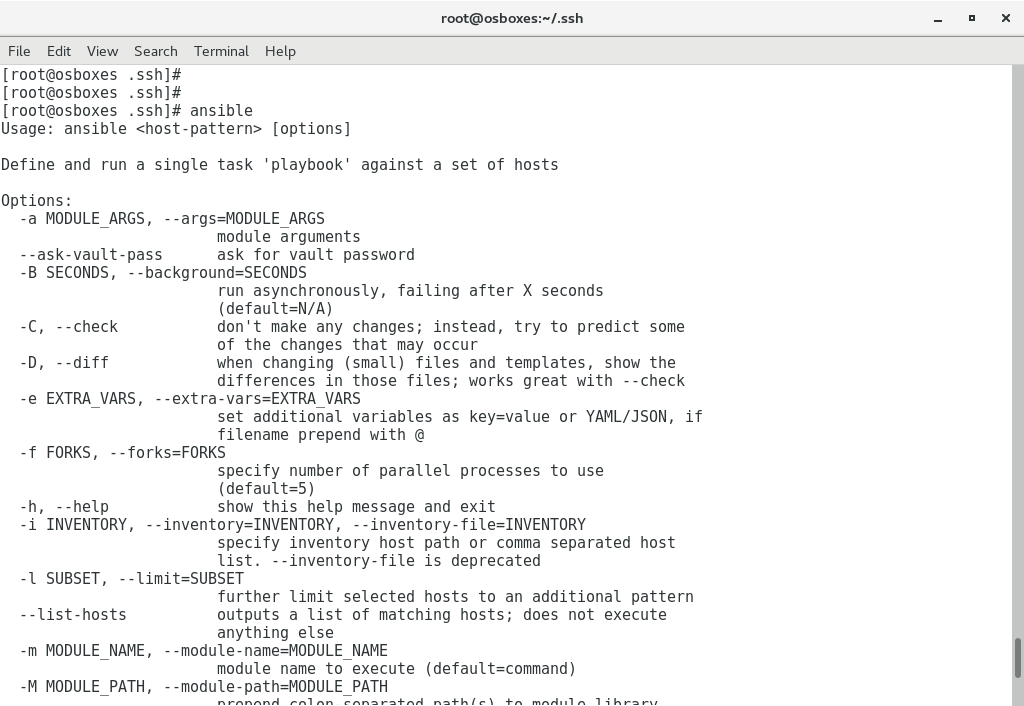 root@osboxes:~/.ssh
File Edit View Search Terminal Help
[root@osboxes .ssh]#
[root@osboxes .ssh]#
[root@osboxes .ssh]# ansible
Usage: ansible <host-pattern> [options]

Define and run a single task 'playbook' against a set of hosts

Options:
  -a MODULE_ARGS, --args=MODULE_ARGS
                        module arguments
  --ask-vault-pass      ask for vault password
  -B SECONDS, --background=SECONDS
                        run asynchronously, failing after X seconds
                        (default=N/A)
  -C, --check           don't make any changes; instead, try to predict some
                        of the changes that may occur
  -D, --diff            when changing (small) files and templates, show the
                        differences in those files; works great with --check
  -e EXTRA_VARS, --extra-vars=EXTRA_VARS
                        set additional variables as key=value or YAML/JSON, if
                        filename prepend with @
  -f FORKS, --forks=FORKS
                        specify number of parallel processes to use
                        (default=5)
  -h, --help            show this help message and exit
  -i INVENTORY, --inventory=INVENTORY, --inventory-file=INVENTORY
                        specify inventory host path or comma separated host
                        list. --inventory-file is deprecated
  -l SUBSET, --limit=SUBSET
                        further limit selected hosts to an additional pattern
  --list-hosts          outputs a list of matching hosts; does not execute
                        anything else
  -m MODULE_NAME, --module-name=MODULE_NAME
                        module name to execute (default=command)
  -M MODULE_PATH, --module-path=MODULE_PATH
                        prepend colon-separated path(s) to module library